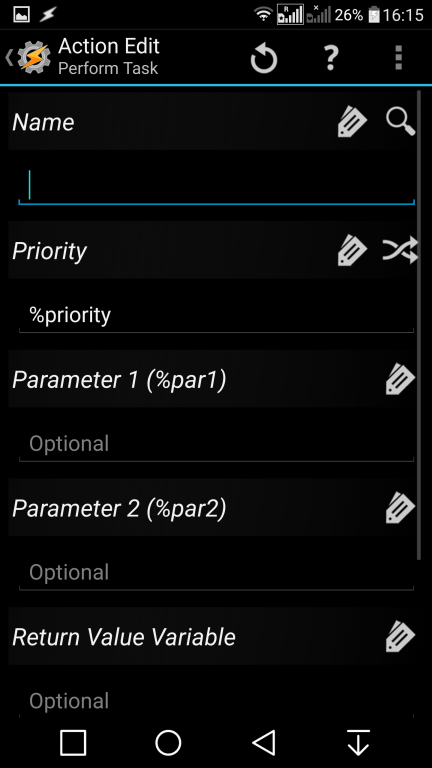 26% 16:15
Action Edit
Perform Task
?
Name
Priority
%priority
Parameter 1 (%par1)
Optional
Parameter 2 (%par2)
Optional
Return Value Variable
Optional